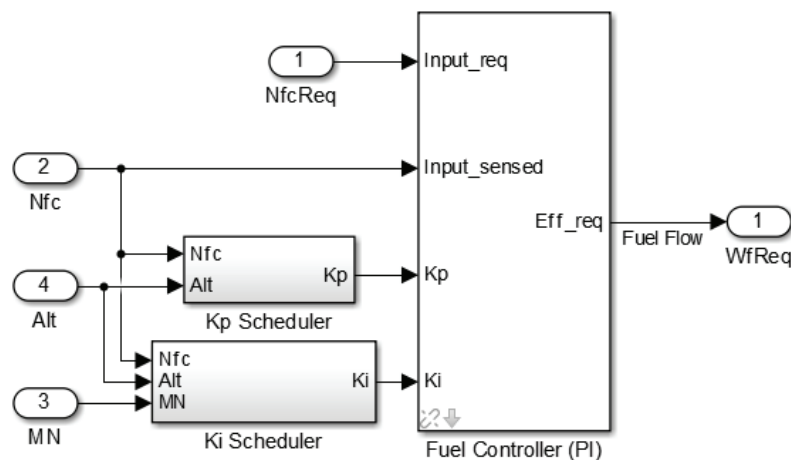 1
NfcReq
Input_req
2
Nfc
Input_sensed
Eff_req
Fuel Flow
1
WfReq
Nfc
Alt
Kp
Kp
Kp Scheduler
4
Alt
Nfc
Alt
MN
Ki
Ki
Ki Scheduler
3
MN
Fuel Controller (PI)